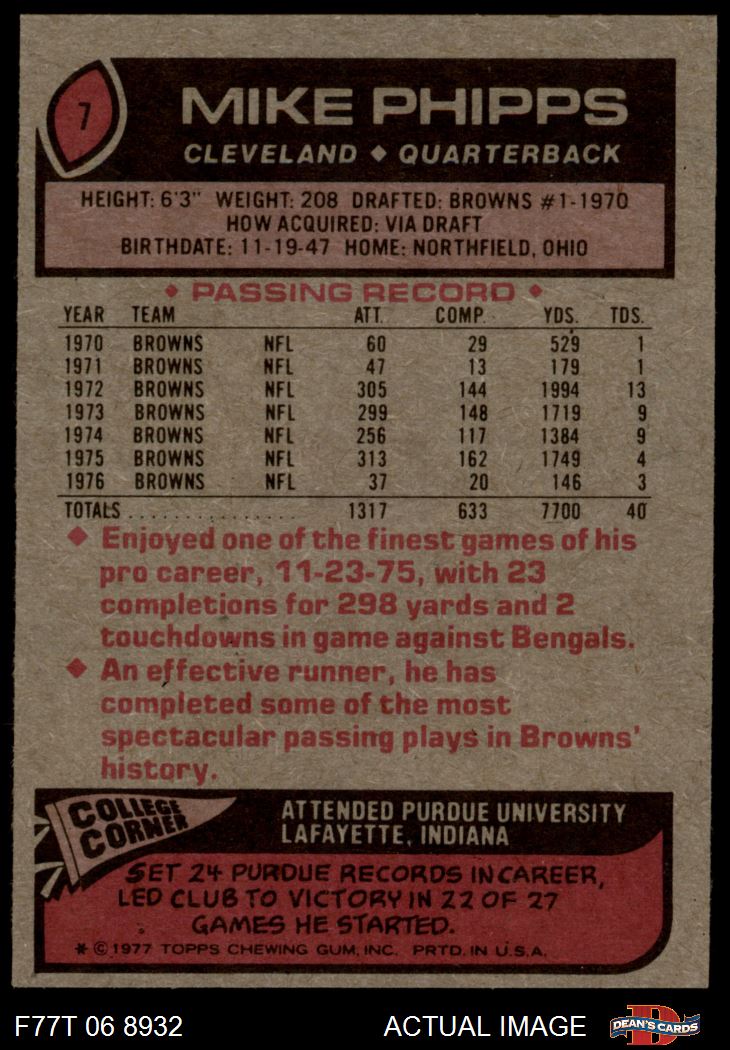 7
MIKE PHIPPS
CLEVELAND ◆ QUARTERBACK
HEIGHT: 6'3" WEIGHT: 208 DRAFTED: BROWNS #1-1970
HOW ACQUIRED: VIA DRAFT
BIRTHDATE: 11-19-47 HOME: NORTHFIELD, OHIO
◆ PASSING RECORD ◆
YEAR TEAM ATT. COMP. YDS. TDS.
1970 BROWNS NFL 60 29 529 1
1971 BROWNS NFL 47 13 179 1
1972 BROWNS NFL 305 144 1994 13
1973 BROWNS NFL 299 148 1719 9
1974 BROWNS NFL 256 117 1384 9
1975 BROWNS NFL 313 162 1749 4
1976 BROWNS NFL 37 20 146 3
TOTALS . . . . . . . . . . . . . . . . 1317 633 7700 40
◆ Enjoyed one of the finest games of his
pro career, 11-23-75, with 23
completions for 298 yards and 2
touchdowns in game against Bengals.
◆ An effective runner, he has
completed some of the most
spectacular passing plays in Browns'
history.
COLLEGE
CORNER
ATTENDED PURDUE UNIVERSITY
LAFAYETTE, INDIANA
SET 24 PURDUE RECORDS IN CAREER,
LED CLUB TO VICTORY IN 22 OF 27
GAMES HE STARTED.
* © 1977 TOPPS CHEWING GUM, INC. PRTD. IN U.S.A.
F77T 06 8932 ACTUAL IMAGE
D
DEAN'S CARDS